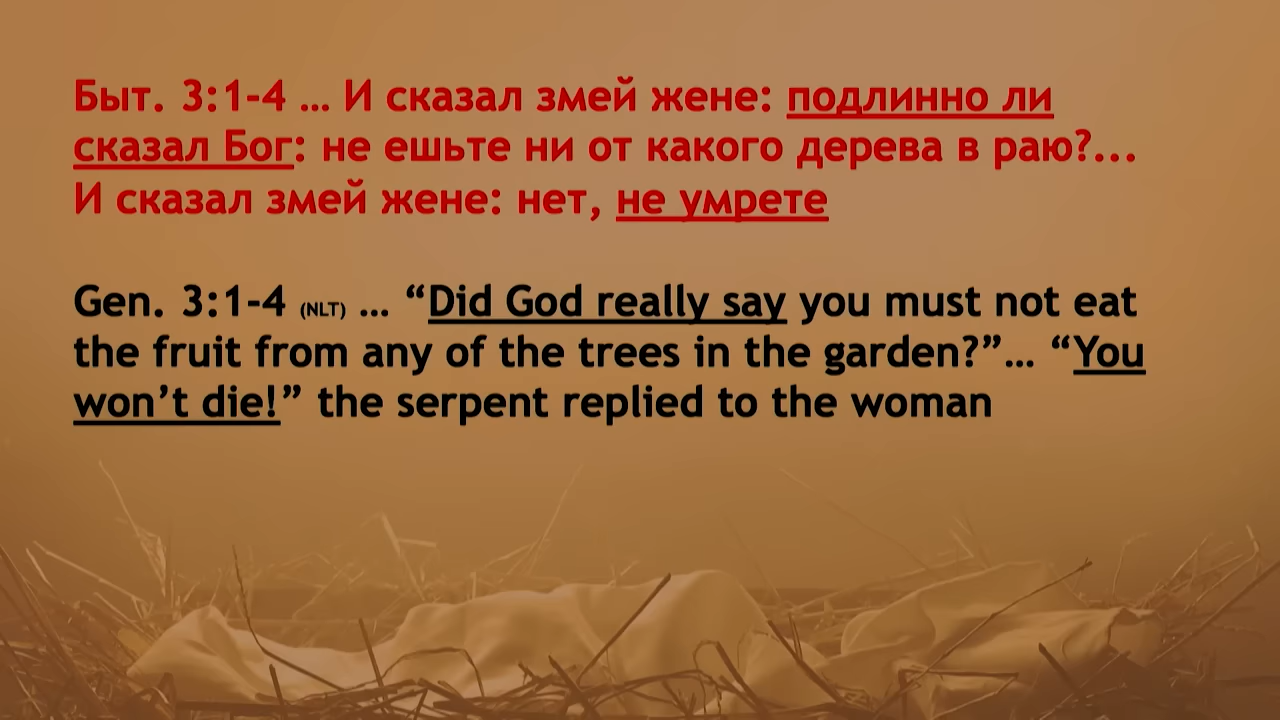 Быт. 3:1-4 … И сказал змей жене: подлинно ли
сказал Бог: не ешьте ни от какого дерева в раю?...
И сказал змей жене: нет, не умрете
Gen. 3:1-4 (NLT) … “Did God really say you must not eat
the fruit from any of the trees in the garden?”… “You
won’t die!” the serpent replied to the woman